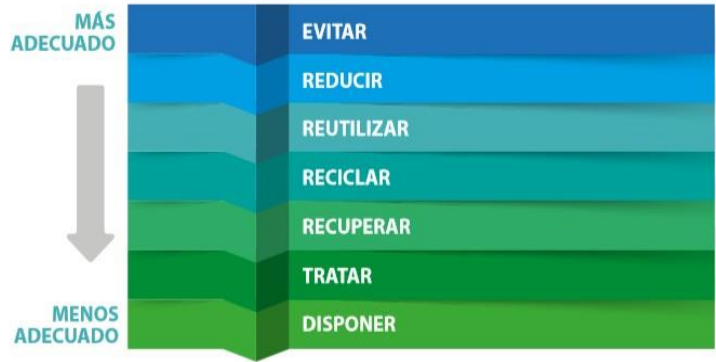 MÁS
ADECUADO
EVITAR
REDUCIR
REUTILIZAR
RECICLAR
RECUPERAR
TRATAR
DISPONER
MENOS
ADECUADO